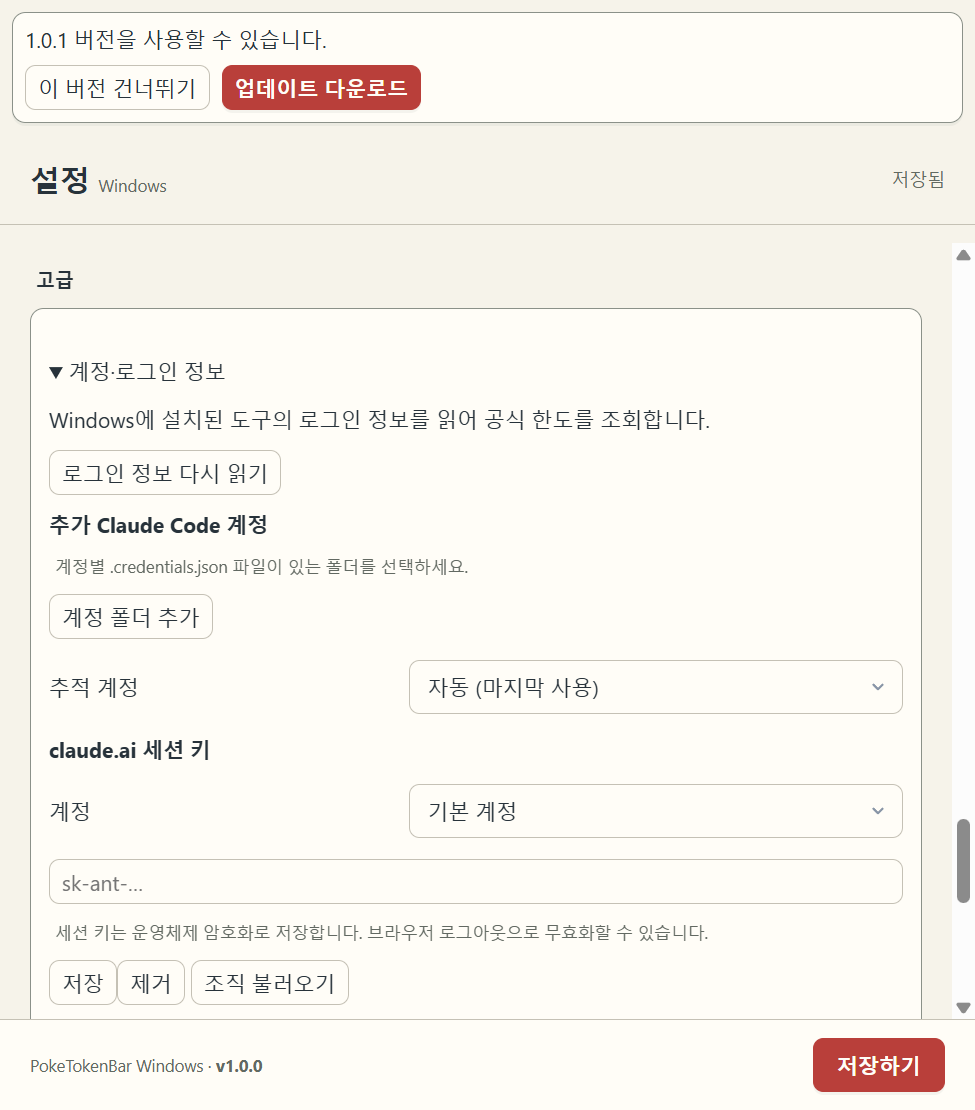 1.0.1 버전을 사용할 수 있습니다.
이 버전 건너뛰기 업데이트 다운로드
설정 Windows 저장됨
고급
▼ 계정·로그인 정보
Windows에 설치된 도구의 로그인 정보를 읽어 공식 한도를 조회합니다.
로그인 정보 다시 읽기
추가 Claude Code 계정
계정별 .credentials.json 파일이 있는 폴더를 선택하세요.
계정 폴더 추가
추적 계정 자동 (마지막 사용)
claude.ai 세션 키
계정 기본 계정
sk-ant-...
세션 키는 운영체제 암호화로 저장합니다. 브라우저 로그아웃으로 무효화할 수 있습니다.
저장 제거 조직 불러오기
PokeTokenBar Windows · v1.0.0 저장하기